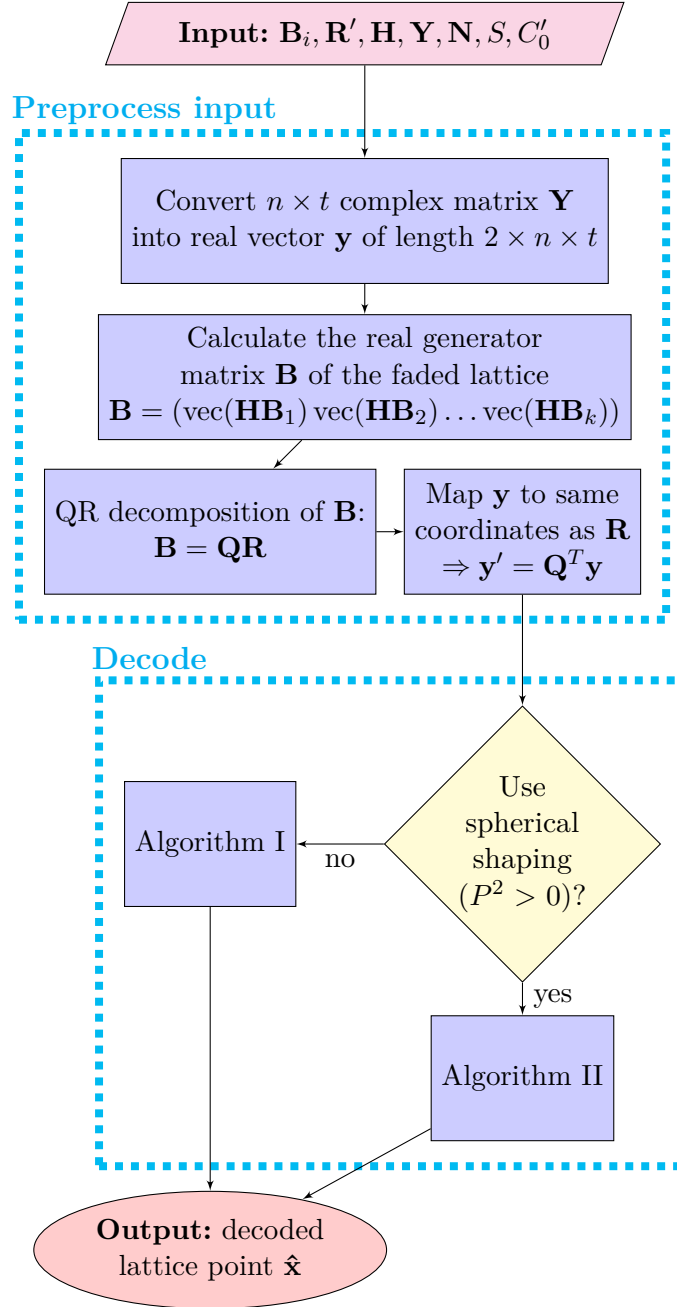 Input: B_i, R′, H, Y, N, S, C′_0
Preprocess input
Convert n × t complex matrix Y
into real vector y of length 2 × n × t
Calculate the real generator
matrix B of the faded lattice
B = (vec(HB_1) vec(HB_2) … vec(HB_k))
QR decomposition of B:
B = QR
Map y to same
coordinates as R
⇒ y′ = Q^T y
Decode
Use
spherical
shaping
(P^2 > 0)?
no
Algorithm I
yes
Algorithm II
Output: decoded
lattice point x̂